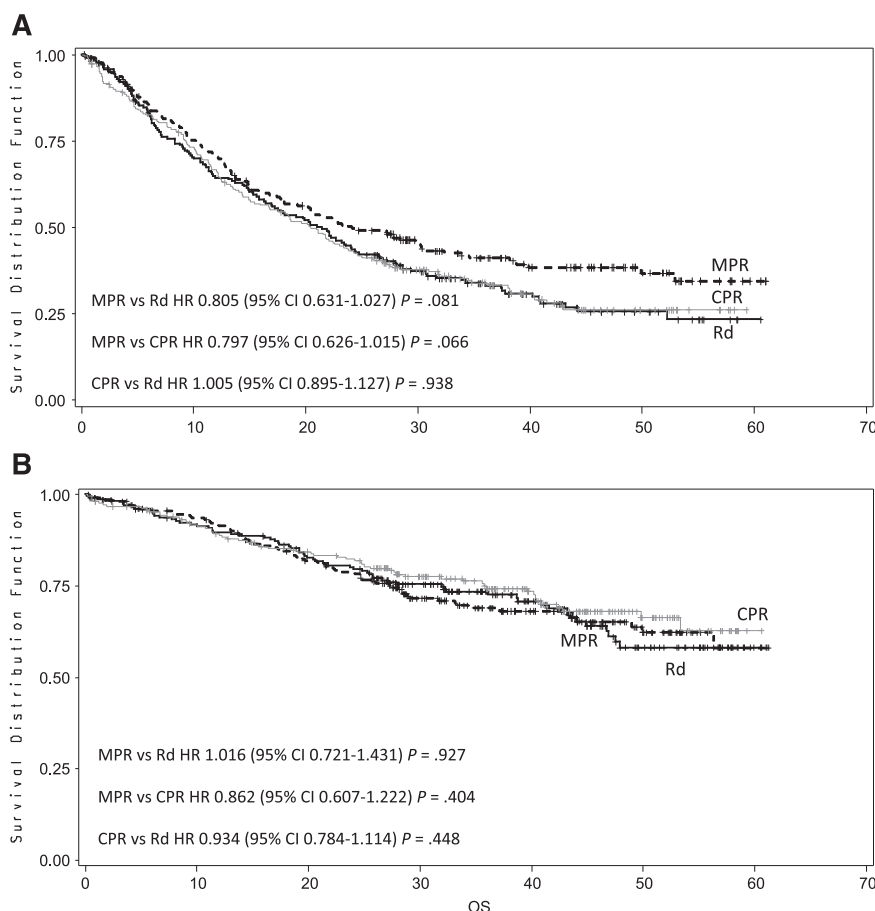 A
Survival Distribution Function
1.00
0.75
0.50
0.25
0.00
MPR
CPR
Rd
MPR vs Rd HR 0.805 (95% CI 0.631-1.027) P = .081
MPR vs CPR HR 0.797 (95% CI 0.626-1.015) P = .066
CPR vs Rd HR 1.005 (95% CI 0.895-1.127) P = .938
0 10 20 30 40 50 60 70
B
Survival Distribution Function
1.00
0.75
0.50
0.25
0.00
CPR
MPR
Rd
MPR vs Rd HR 1.016 (95% CI 0.721-1.431) P = .927
MPR vs CPR HR 0.862 (95% CI 0.607-1.222) P = .404
CPR vs Rd HR 0.934 (95% CI 0.784-1.114) P = .448
0 10 20 30 40 50 60 70
OS